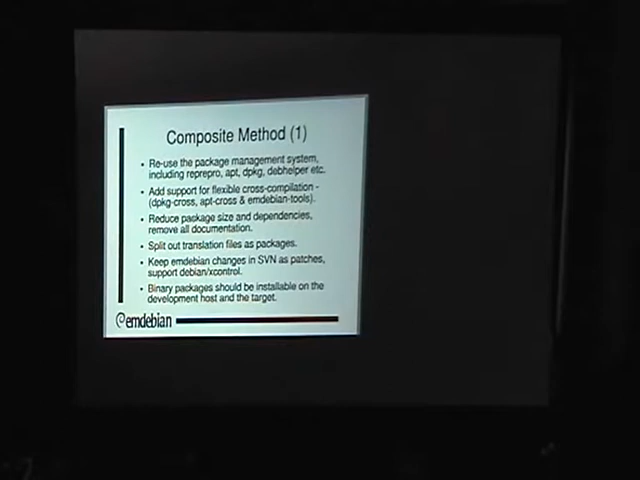 Composite Method (1)
• Re-use the package management system,
including reprepro, apt, dpkg, debhelper etc.
• Add support for flexible cross-compilation -
(dpkg-cross, apt-cross & emdebian-tools).
• Reduce package size and dependencies,
remove all documentation.
• Split out translation files as packages.
• Keep emdebian changes in SVN as patches,
support debian/xcontrol.
• Binary packages should be installable on the
development host and the target.
emdebian